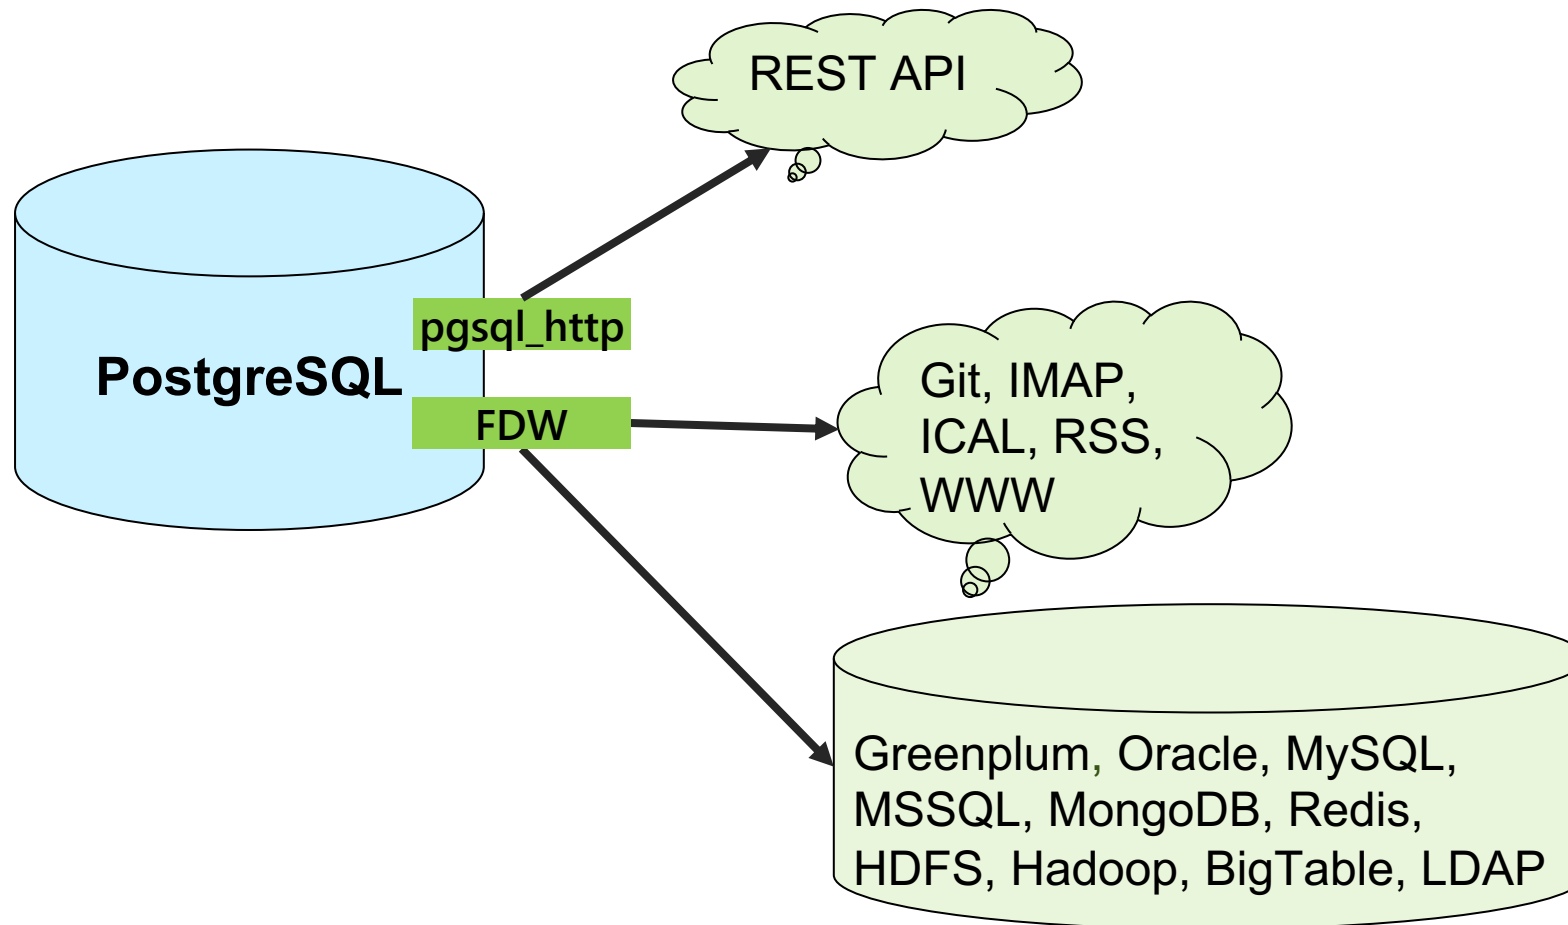 REST API
pgsql_http
PostgreSQL
FDW
Git, IMAP,
ICAL, RSS,
WWW
Greenplum, Oracle, MySQL,
MSSQL, MongoDB, Redis,
HDFS, Hadoop, BigTable, LDAP